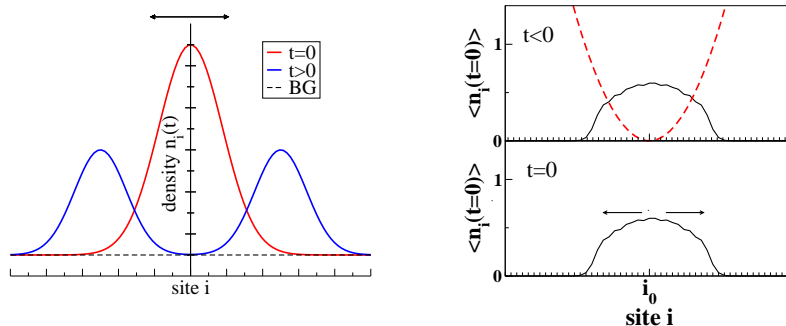 t=0
t>0
BG
density n_i(t)
site i
1
0
t<0
<n_i(t=0)>
1
0
t=0
<n_i(t=0)>
i_0
site i